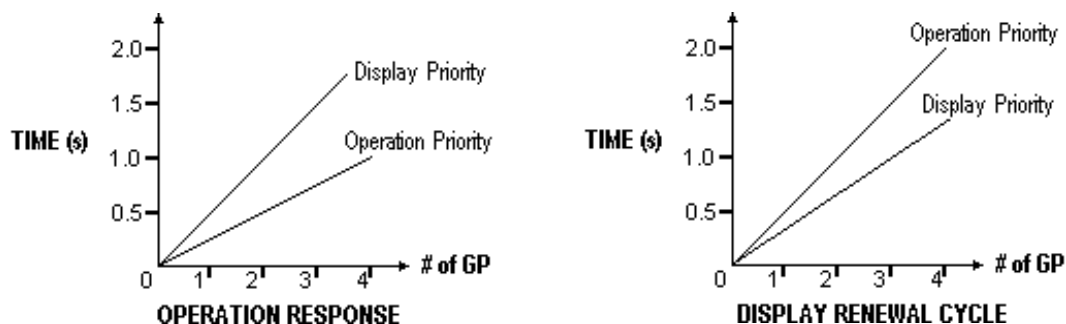 2.0
Display Priority
1.5
TIME (s)
Operation Priority
1.0
0.5
0
1
2
3
4
# of GP
OPERATION RESPONSE
Operation Priority
2.0
1.5
Display Priority
TIME (s)
1.0
0.5
0
1
2
3
4
# of GP
DISPLAY RENEWAL CYCLE